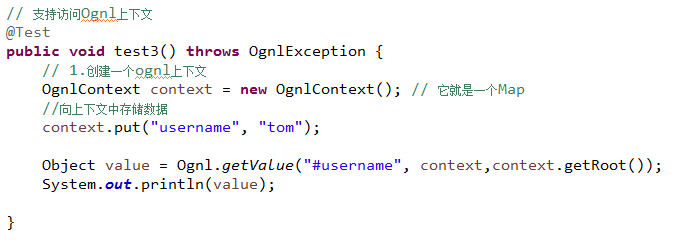 // 支持访问Ognl上下文
@Test
public void test3() throws OgnlException {
// 1.创建一个ognl上下文
OgnlContext context = new OgnlContext(); // 它就是一个Map
//向上下文中存储数据
context.put("username", "tom");
Object value = Ognl.getValue("#username", context,context.getRoot());
System.out.println(value);
}